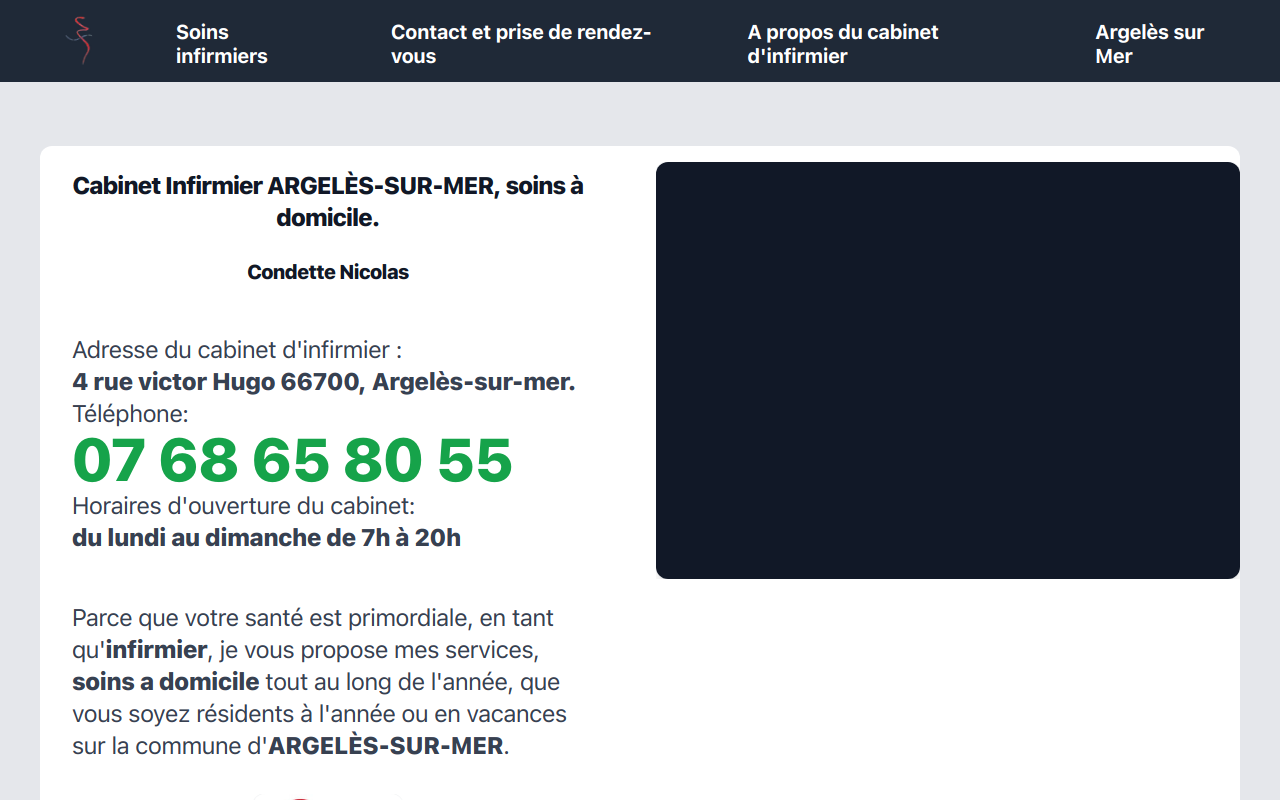 Soins
infirmiers
Contact et prise de rendez-
vous
A propos du cabinet
d'infirmier
Argelès sur
Mer
Cabinet Infirmier ARGELÈS-SUR-MER, soins à
domicile.
Condette Nicolas
Adresse du cabinet d'infirmier :
4 rue victor Hugo 66700, Argelès-sur-mer.
Téléphone:
07 68 65 80 55
Horaires d'ouverture du cabinet:
du lundi au dimanche de 7h à 20h
Parce que votre santé est primordiale, en tant
qu'infirmier, je vous propose mes services,
soins a domicile tout au long de l'année, que
vous soyez résidents à l'année ou en vacances
sur la commune d'ARGELÈS-SUR-MER.